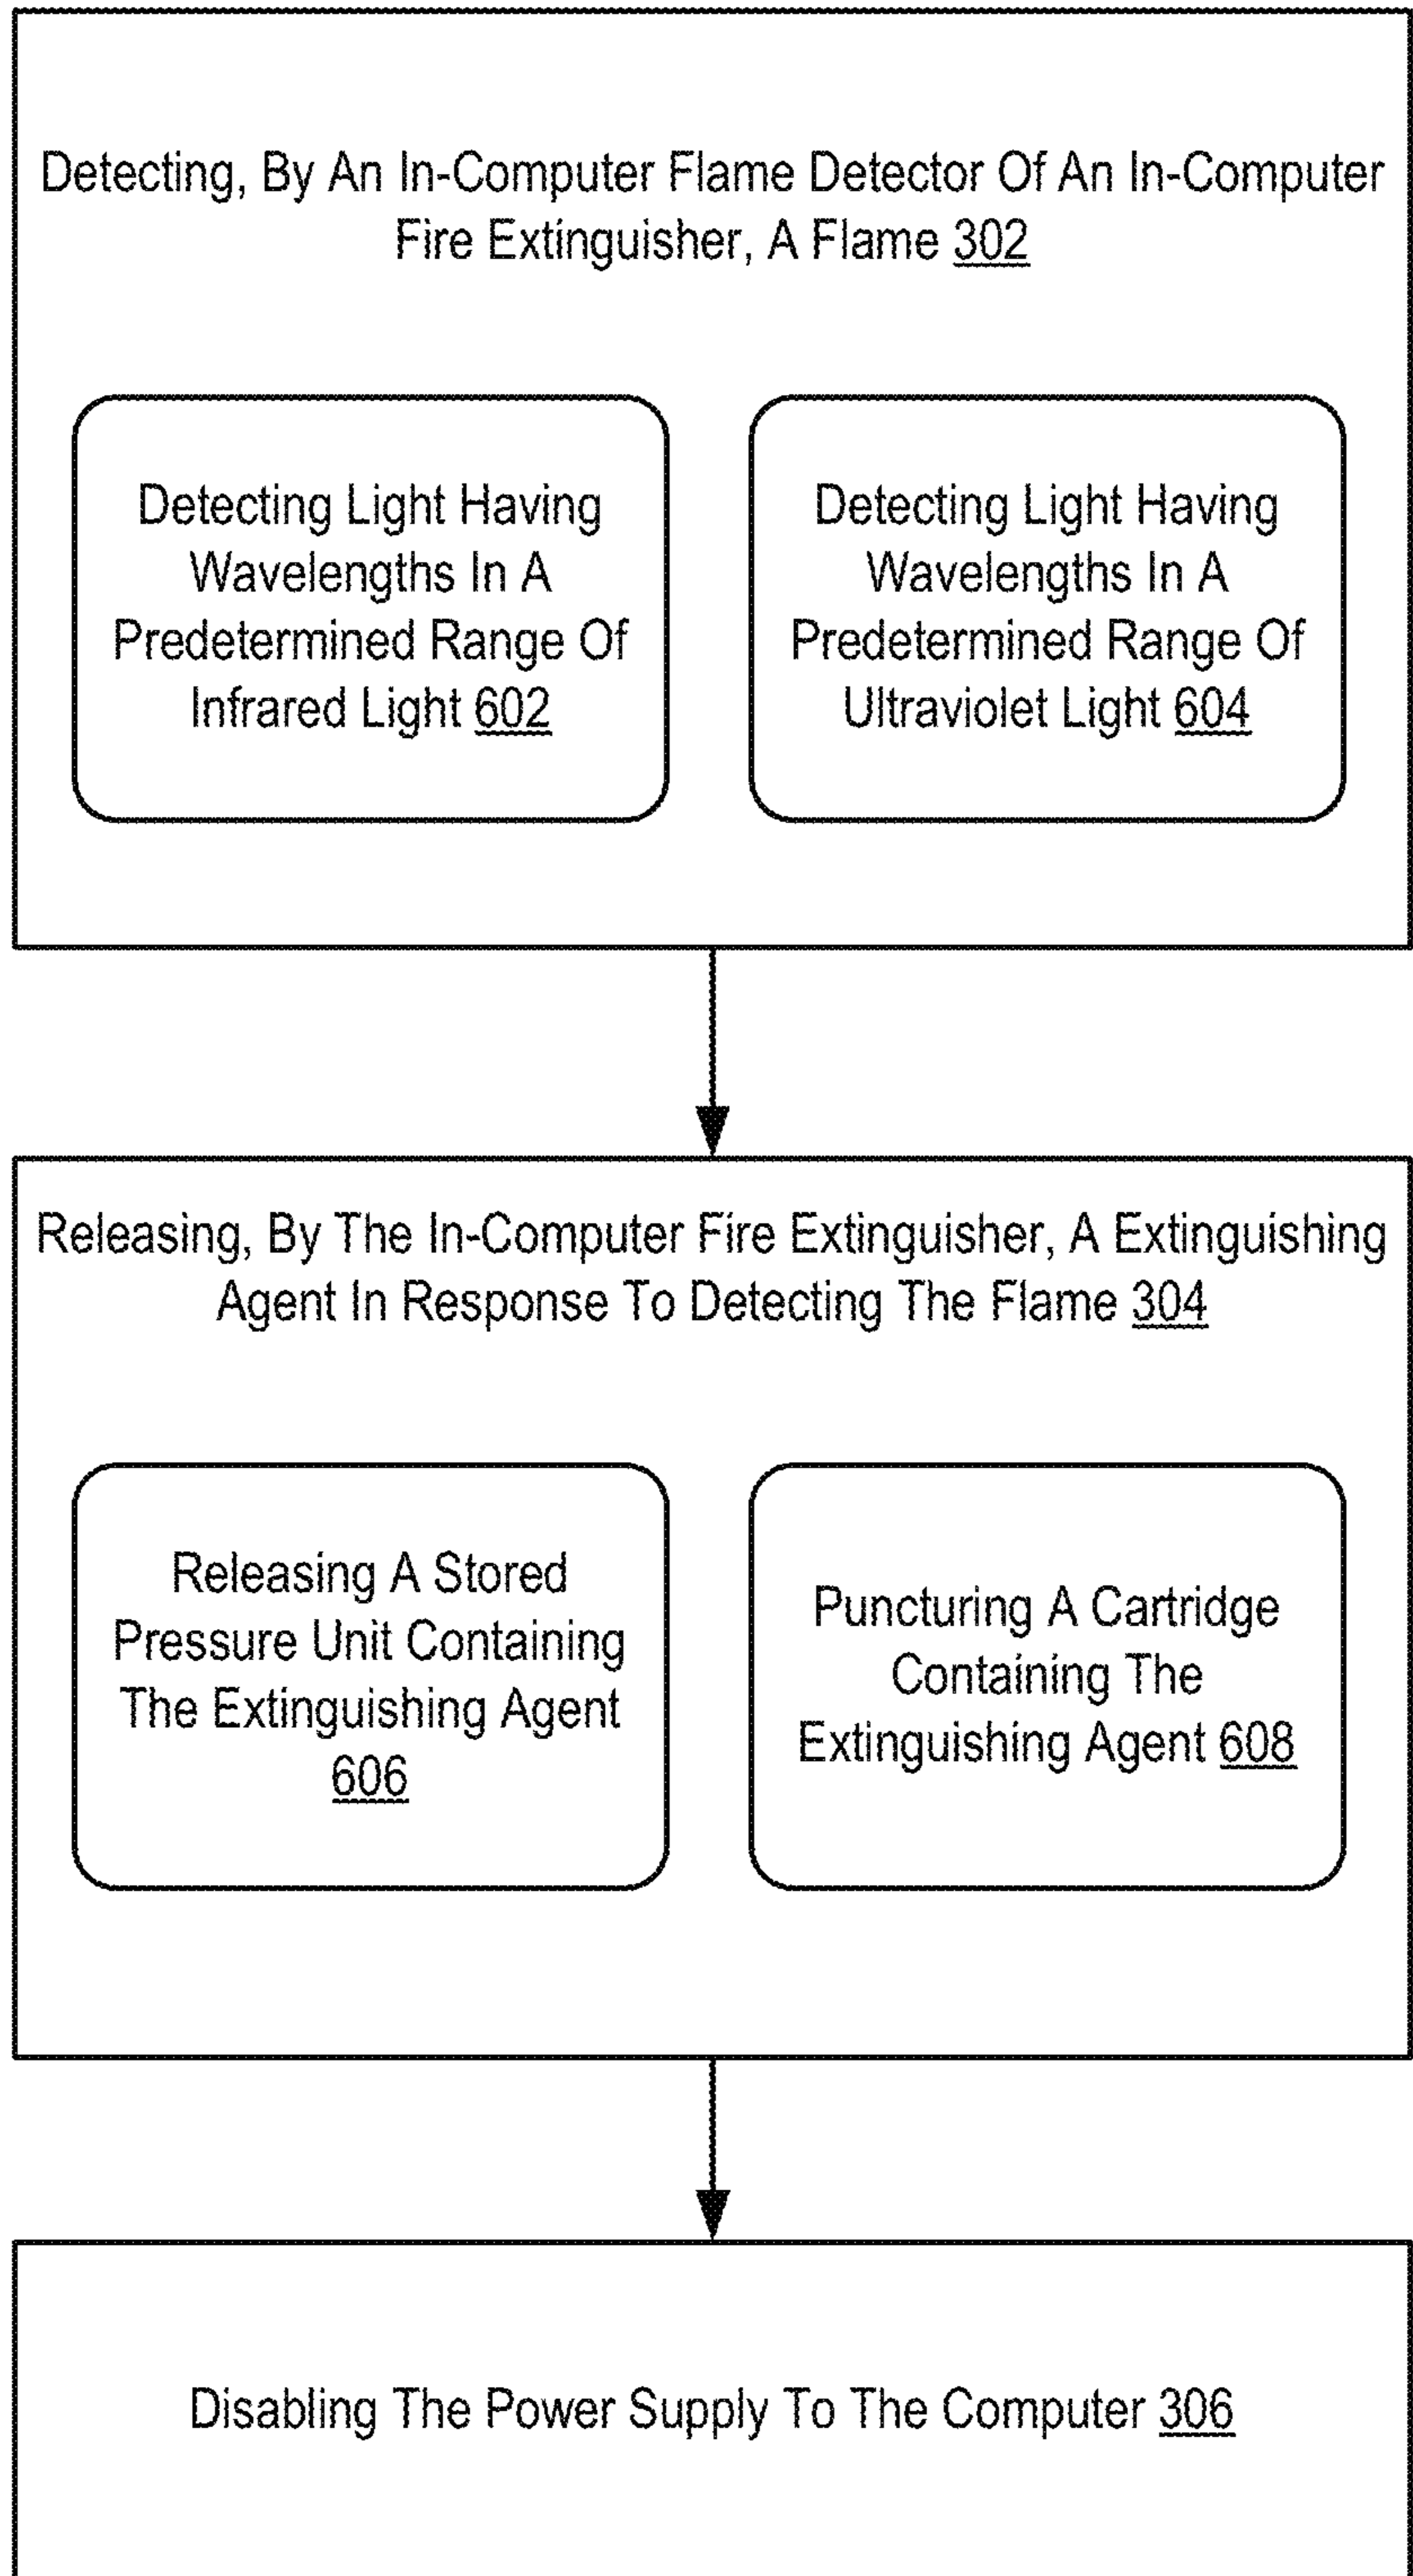 Detecting, By An In-Computer Flame Detector Of An In-Computer
Fire Extinguisher, A Flame 302
Detecting Light Having
Wavelengths In A
Predetermined Range Of
Infrared Light 602
Detecting Light Having
Wavelengths In A
Predetermined Range Of
Ultraviolet Light 604
Releasing, By The In-Computer Fire Extinguisher, A Extinguishing
Agent In Response To Detecting The Flame 304
Releasing A Stored
Pressure Unit Containing
The Extinguishing Agent
606
Puncturing A Cartridge
Containing The
Extinguishing Agent 608
Disabling The Power Supply To The Computer 306